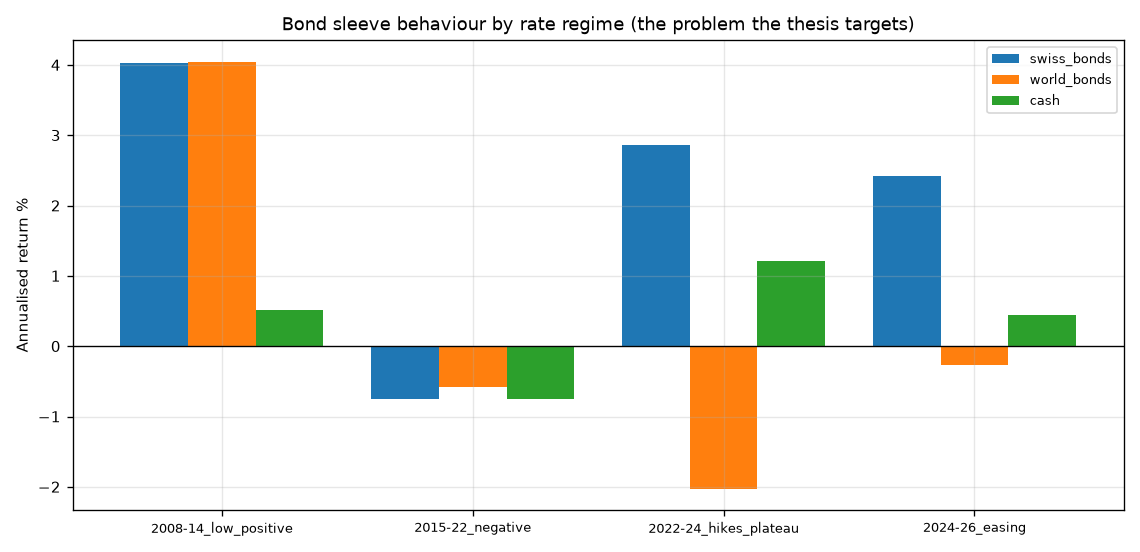 Bond sleeve behaviour by rate regime (the problem the thesis targets)
swiss_bonds
world_bonds
cash
Annualised return %
4
3
2
1
0
−1
−2
2008-14_low_positive
2015-22_negative
2022-24_hikes_plateau
2024-26_easing